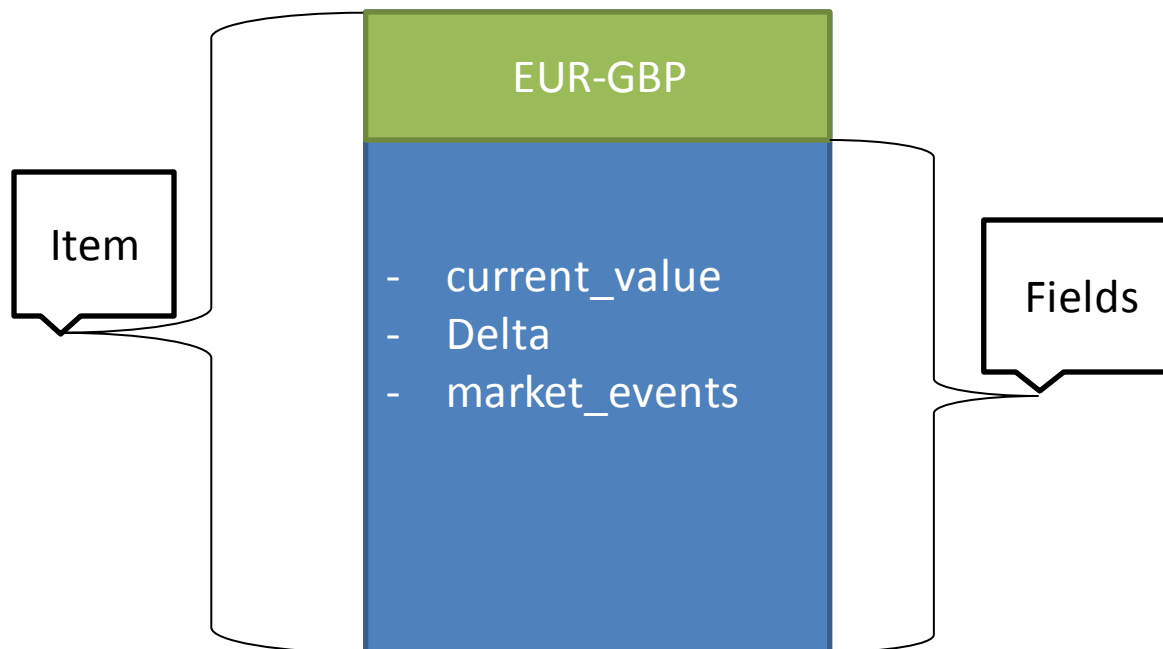 EUR-GBP
Item
- current_value
- Delta
- market_events
Fields